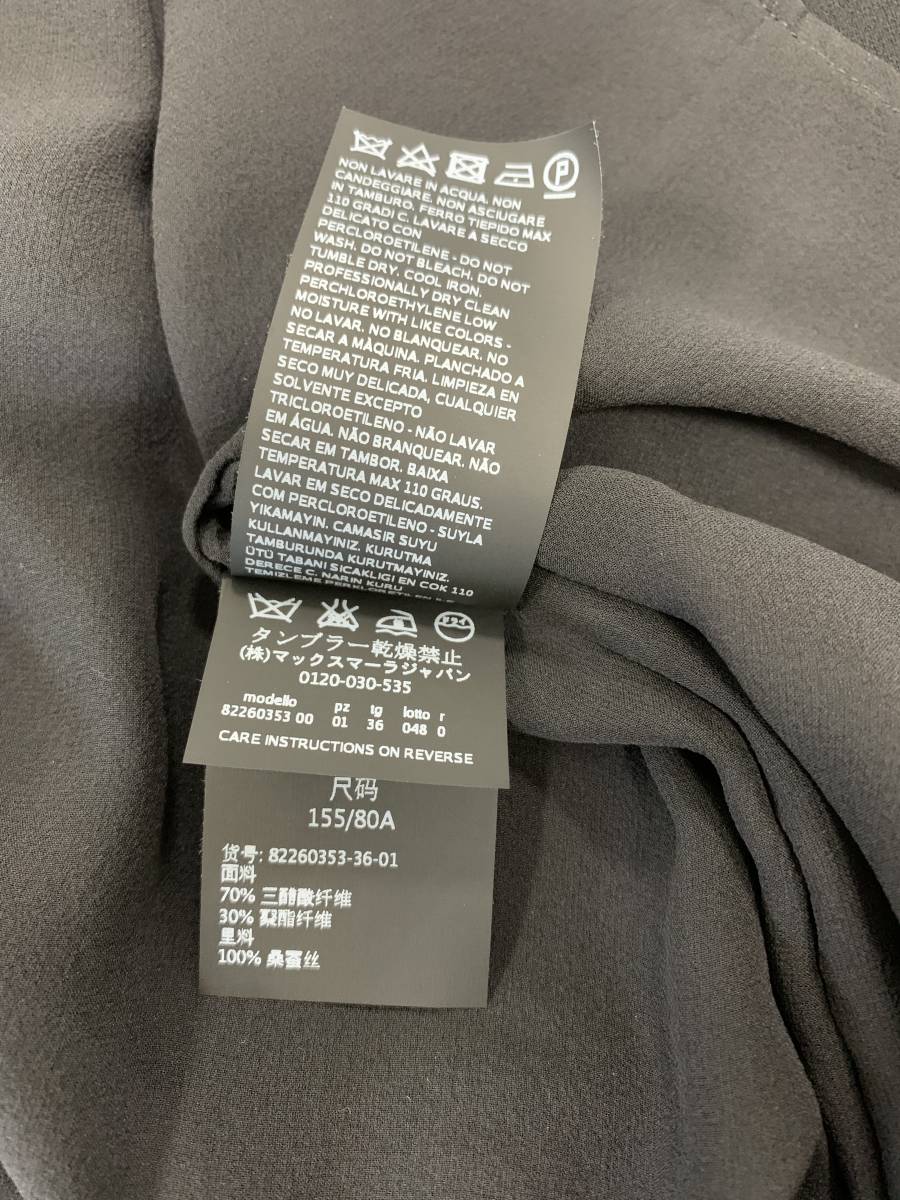 P
NON LAVARE IN ACQUA. NON
CANDEGGIARE. NON ASCIUGARE
IN TAMBURO. FERRO TIEPIDO MAX
110 GRADI C. LAVARE A SECCO
DELICATO CON
PERCLOROETILENE - DO NOT
WASH. DO NOT BLEACH. DO NOT
TUMBLE DRY. COOL IRON.
PROFESSIONALLY DRY CLEAN
PERCHLOROETHYLENE LOW
MOISTURE WITH LIKE COLORS -
NO LAVAR. NO BLANQUEAR. NO
SECAR A MÀQUINA. PLANCHADO A
TEMPERATURA FRIA. LIMPIEZA EN
SECO MUY DELICADA, CUALQUIER
SOLVENTE EXCEPTO
TRICLOROETILENO - NÃO LAVAR
EM ÁGUA. NÃO BRANQUEAR. NÃO
SECAR EM TAMBOR. BAIXA
TEMPERATURA MAX 110 GRAUS.
LAVAR EM SECO DELICADAMENTE
COM PERCLOROETILENO - SUYLA
YIKAMAYIN. CAMASIR SUYU
KULLANMAYINIZ. KURUTMA
TAMBURUNDA KURUTMAYINIZ.
ÜTÜ TABANI SICAKLIGI EN COK 110
DERECE C. NARIN KURU
TEMIZLEME
タンブラー乾燥禁止
(株)マックスマーラジャパン
0120-030-535
modello pz tg lotto r
82260353 00 01 36 048 0
CARE INSTRUCTIONS ON REVERSE
尺码
155/80A
货号: 82260353-36-01
面料
70% 三醋酸纤维
30% 聚酯纤维
里料
100% 桑蚕丝